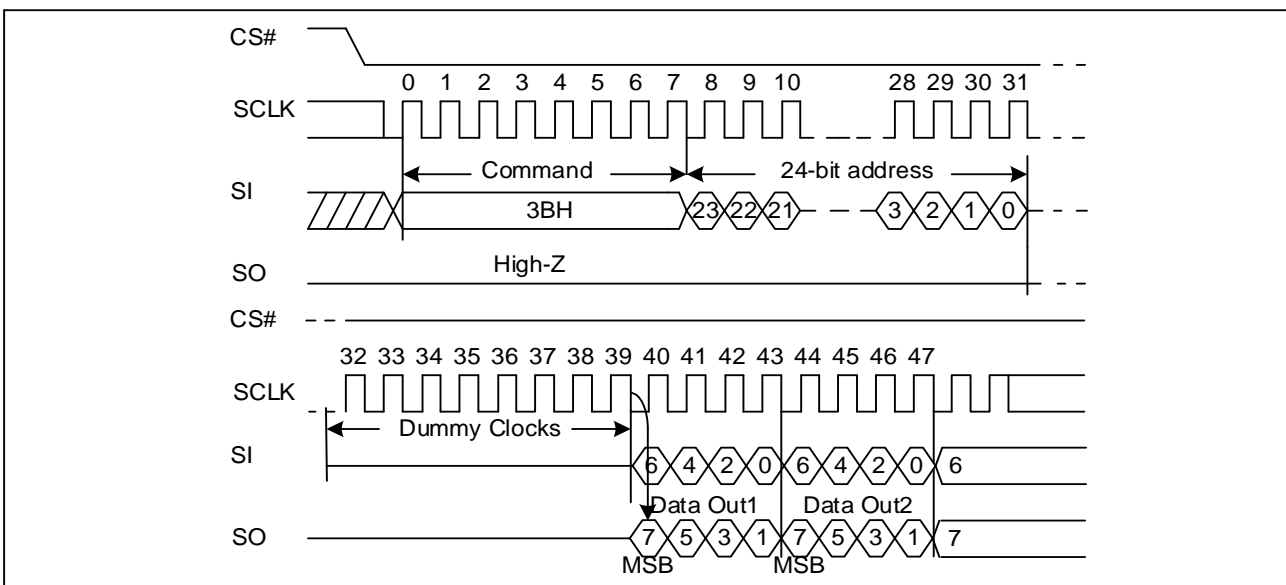 CS#
0 1 2 3 4 5 6 7 8 9 10 28 29 30 31
SCLK
Command 24-bit address
SI
3BH 23 22 21 3 2 1 0
High-Z
SO
CS#
32 33 34 35 36 37 38 39 40 41 42 43 44 45 46 47
SCLK
Dummy Clocks
SI
6 4 2 0 6 4 2 0 6
Data Out1 Data Out2
SO
7 5 3 1 7 5 3 1 7
MSB MSB